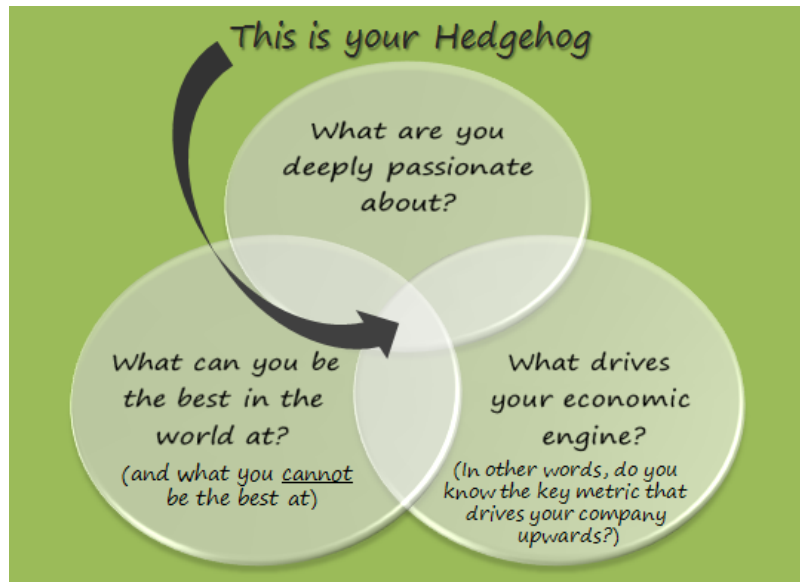 This is your Hedgehog
What are you
deeply passionate
about?
What can you be
the best in the
world at?
(and what you cannot
be the best at)
What drives
your economic
engine?
(In other words, do you
know the key metric that
drives your company
upwards?)